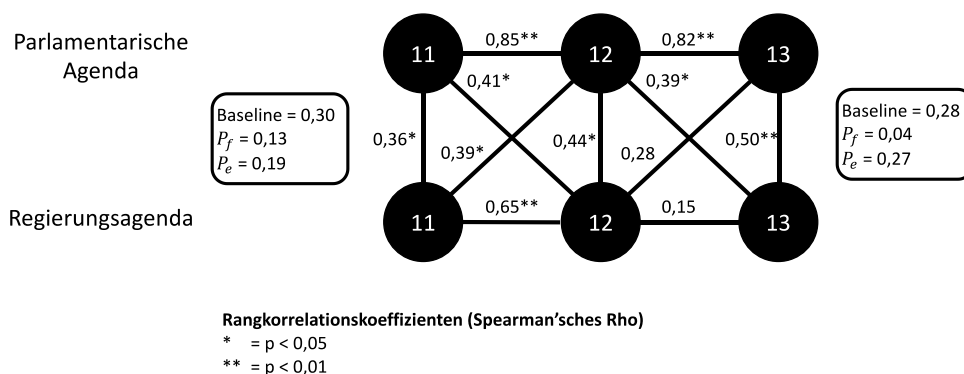 Parlamentarische
Agenda
11
0,85**
12
0,82**
13
0,41*
0,39*
Baseline = 0,30
P_f = 0,13
P_e = 0,19
0,36*
0,39*
0,44*
0,28
0,50**
Baseline = 0,28
P_f = 0,04
P_e = 0,27
Regierungsagenda
11
0,65**
12
0,15
13
Rangkorrelationskoeffizienten (Spearman’sches Rho)
* = p < 0,05
** = p < 0,01